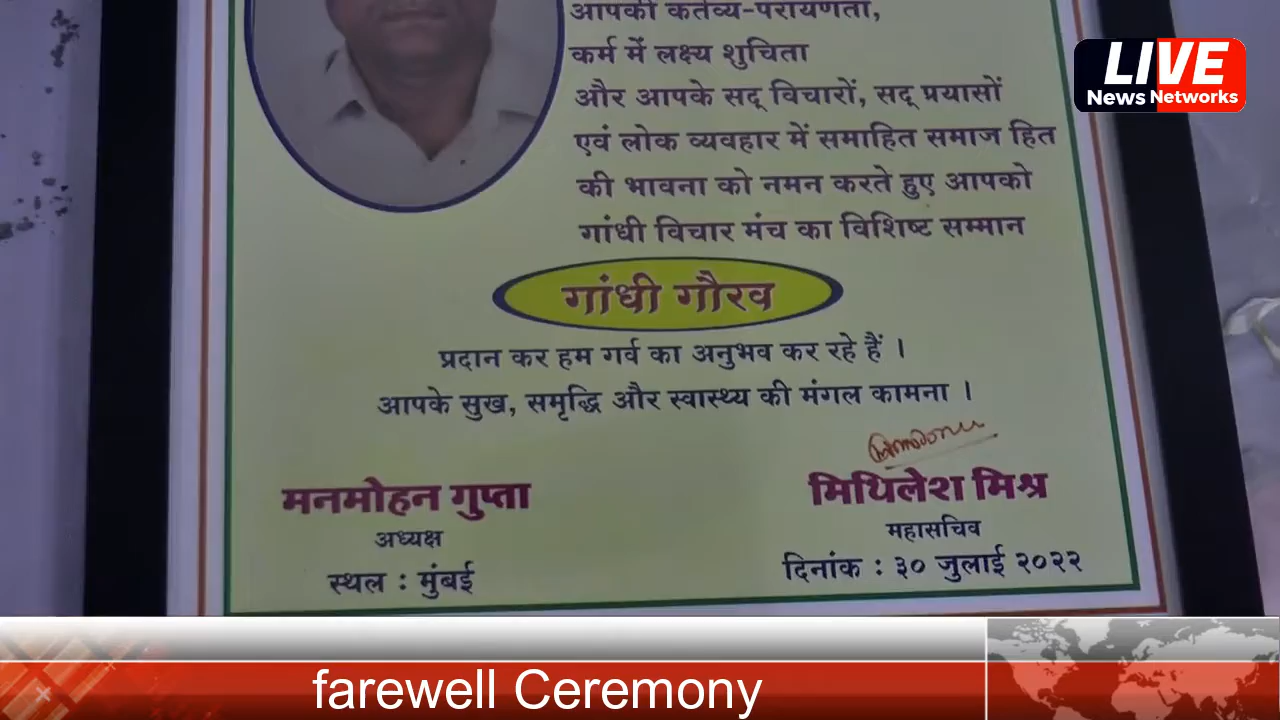 आपकी कर्तव्य-परायणता,
कर्म में लक्ष्य शुचिता
और आपके सद् विचारों, सद् प्रयासों
एवं लोक व्यवहार में समाहित समाज हित
की भावना को नमन करते हुए आपको
गांधी विचार मंच का विशिष्ट सम्मान
गांधी गौरव
प्रदान कर हम गर्व का अनुभव कर रहे हैं ।
आपके सुख, समृद्धि और स्वास्थ्य की मंगल कामना ।
मनमोहन गुप्ता
अध्यक्ष
स्थल : मुंबई
मिथिलेश मिश्र
महासचिव
दिनांक : ३० जुलाई २०२२
LIVE
News Networks
farewell Ceremony